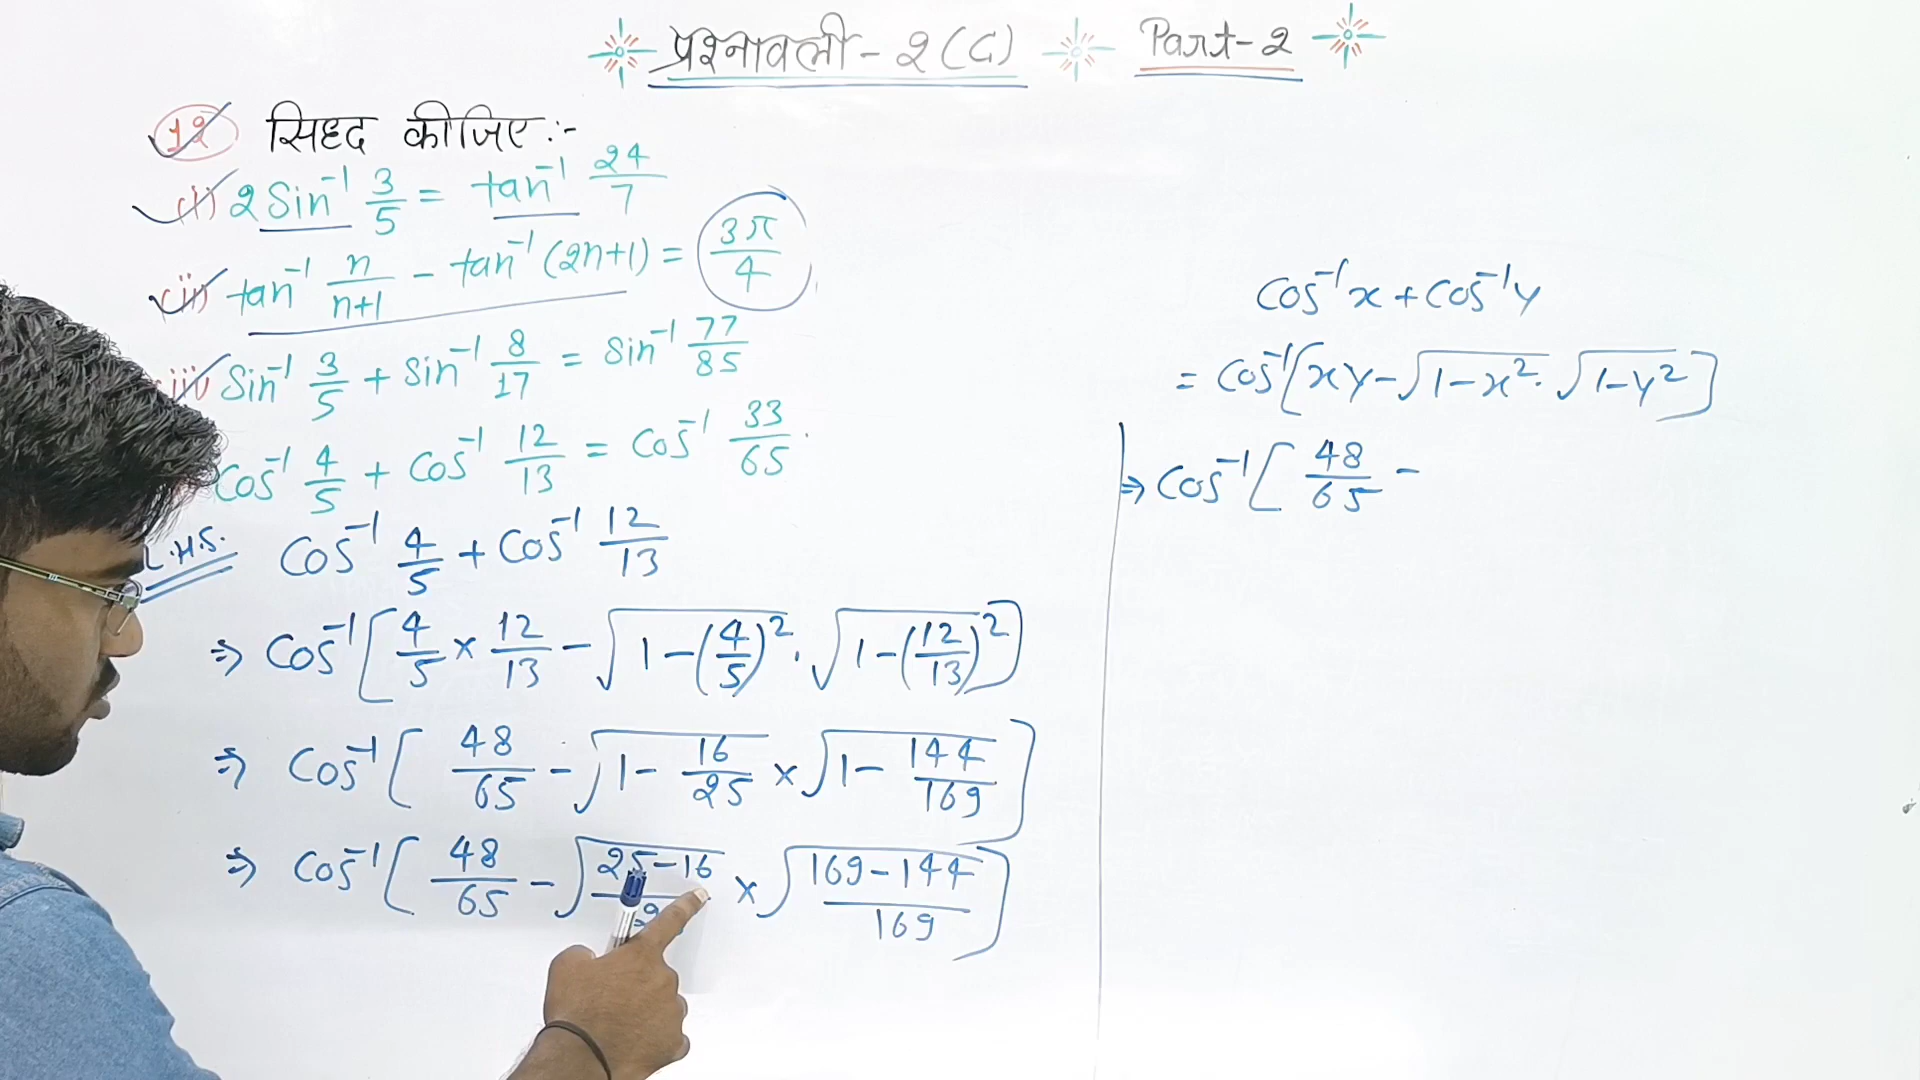 प्रश्नावली - २(C) Part-2
12 सिद्द कीजिए :-
(i) 2 Sin⁻¹ 3/5 = tan⁻¹ 24/7
(ii) tan⁻¹ n/n+1 - tan⁻¹ (2n+1) = 3π/4
(iii) Sin⁻¹ 3/5 + Sin⁻¹ 8/17 = Sin⁻¹ 77/85
Cos⁻¹ 4/5 + Cos⁻¹ 12/13 = Cos⁻¹ 33/65
L.H.S. Cos⁻¹ 4/5 + Cos⁻¹ 12/13
⇒ Cos⁻¹[4/5 × 12/13 - √1-(4/5)² . √1-(12/13)²]
⇒ Cos⁻¹[48/65 - √1-16/25 × √1-144/169]
⇒ Cos⁻¹[48/65 - √25-16 × √169-144/169]
Cos⁻¹x + Cos⁻¹y
= Cos⁻¹[xy - √1-x² . √1-y²]
⇒ Cos⁻¹[48/65 -